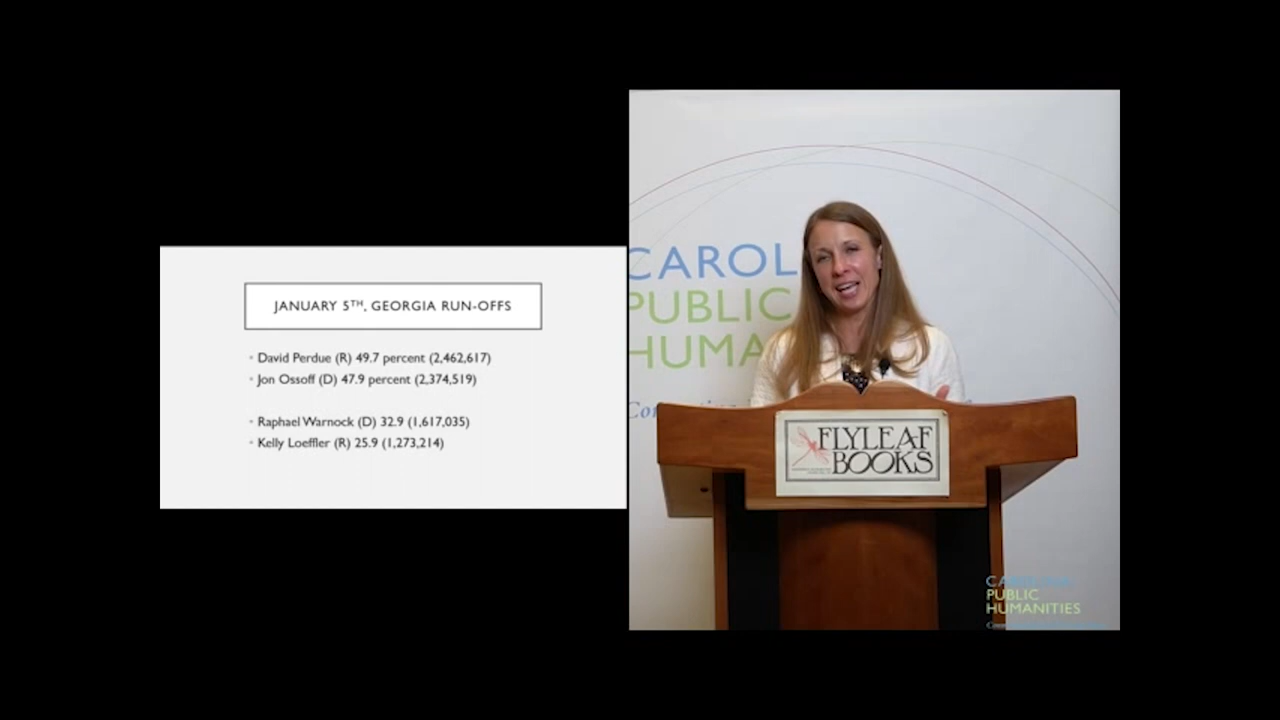 JANUARY 5TH, GEORGIA RUN-OFFS
• David Perdue (R) 49.7 percent (2,462,617)
• Jon Ossoff (D) 47.9 percent (2,374,519)
• Raphael Warnock (D) 32.9 (1,617,035)
• Kelly Loeffler (R) 25.9 (1,273,214)
CAROL
PUBLIC
HUMA
FLYLEAF
BOOKS
PUBLIC
HUMANITIES